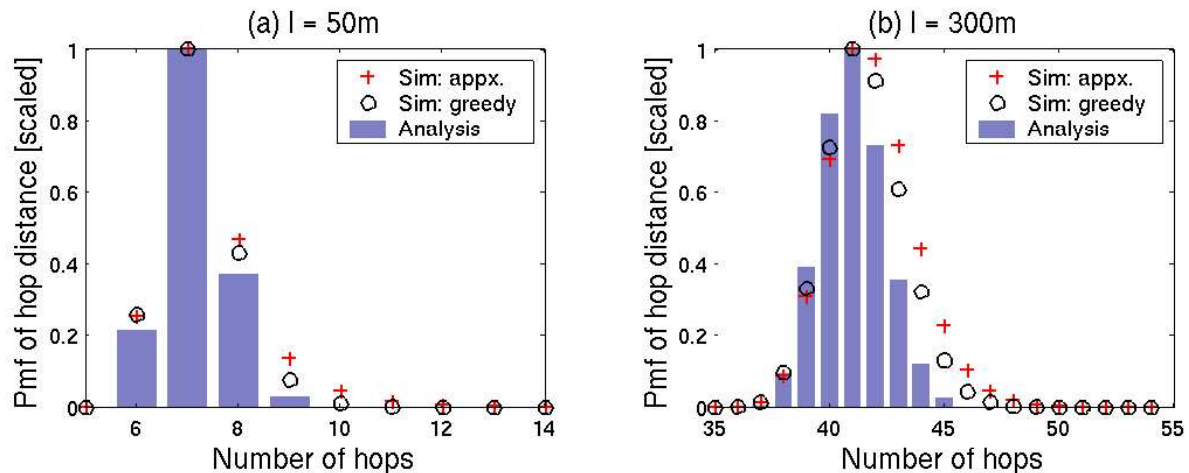 (a) l = 50m
Pmf of hop distance [scaled]
1
0.8
0.6
0.4
0.2
0
Sim: appx.
Sim: greedy
Analysis
6
8
10
12
14
Number of hops
(b) l = 300m
Pmf of hop distance [scaled]
1
0.8
0.6
0.4
0.2
0
Sim: appx.
Sim: greedy
Analysis
35
40
45
50
55
Number of hops